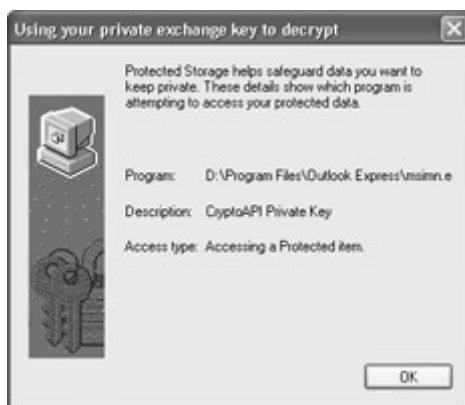 Using your private exchange key to decrypt
Protected Storage helps safeguard data you want to
keep private. These details show which program is
attempting to access your protected data.
Program: D:\Program Files\Outlook Express\msimn.e
Description: CryptoAPI Private Key
Access type: Accessing a Protected item.
OK